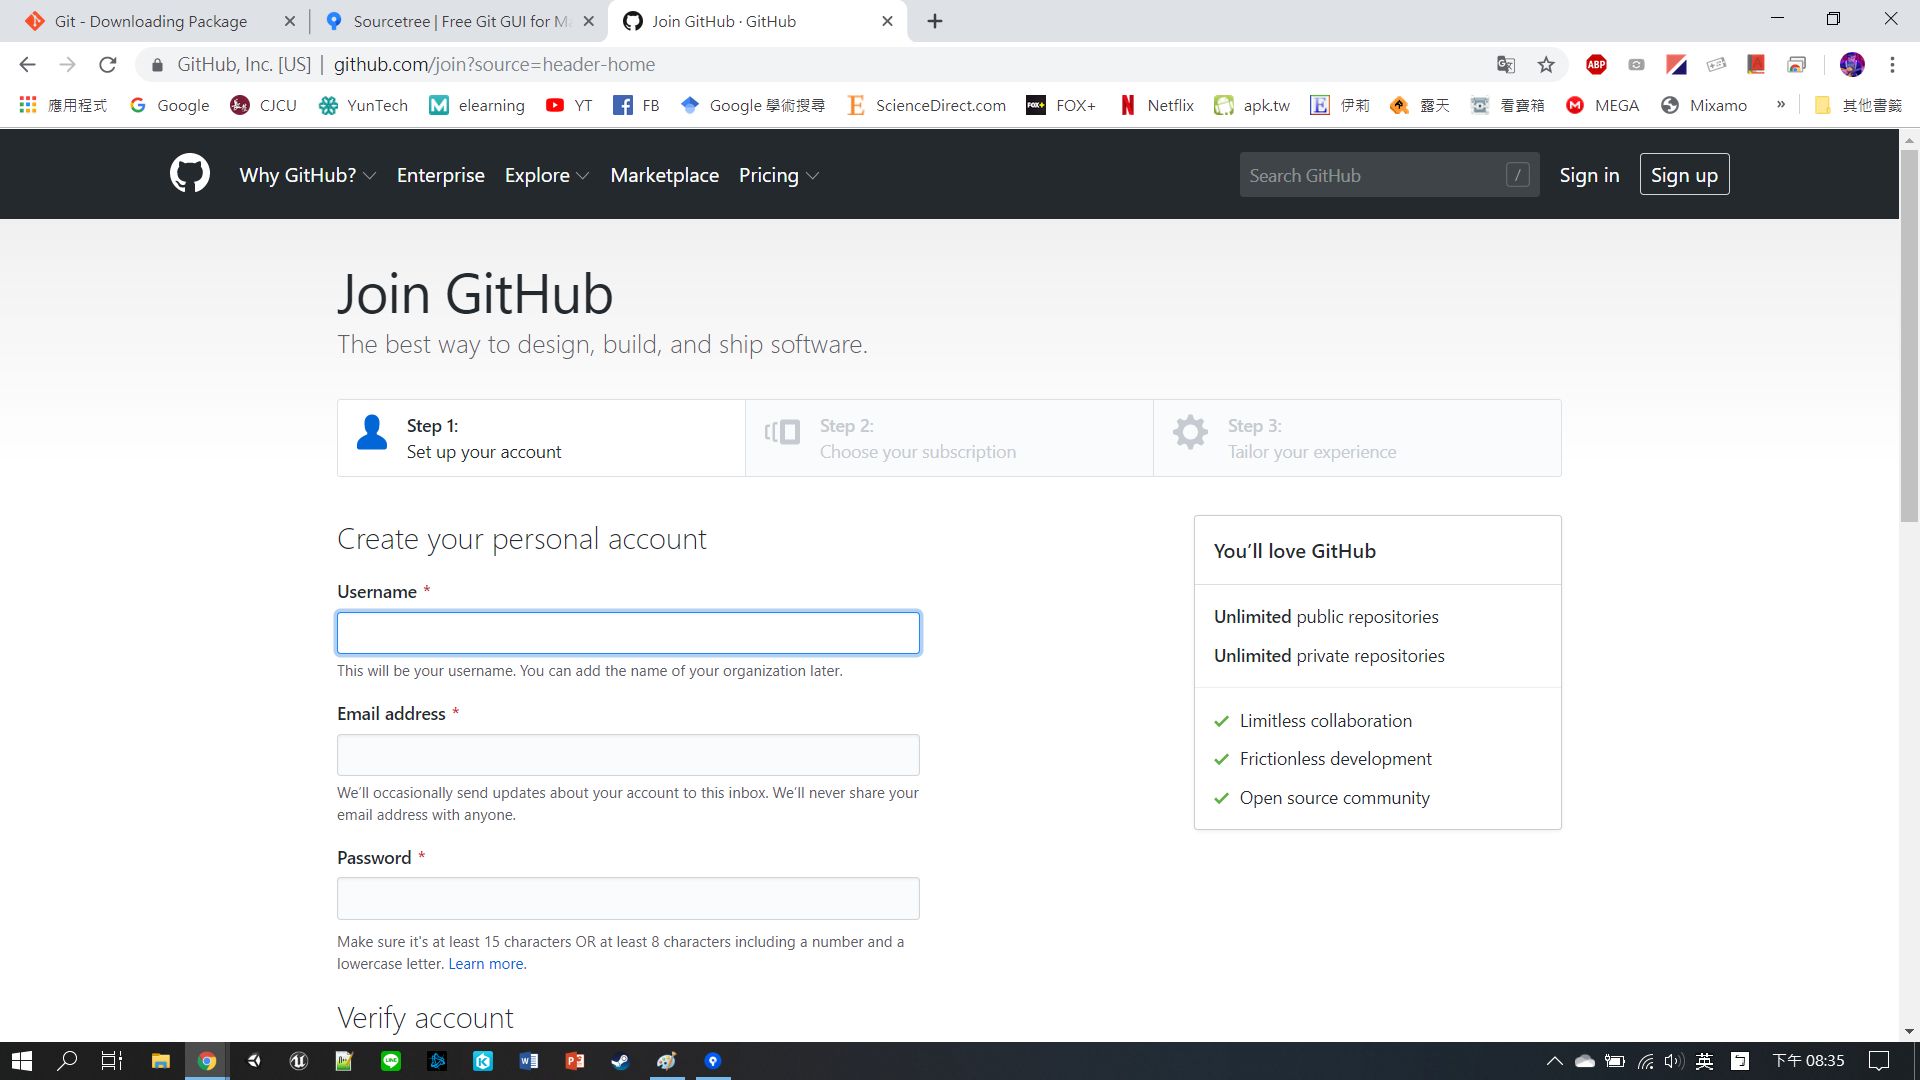 Git - Downloading Package
Sourcetree | Free Git GUI for Ma
Join GitHub · GitHub
GitHub, Inc. [US] | github.com/join?source=header-home
ABP
應用程式 Google CJCU YunTech elearning YT FB Google 學術搜尋 ScienceDirect.com FOX+ Netflix apk.tw 伊莉 露天 看寶箱 MEGA Mixamo » 其他書籤
Why GitHub? Enterprise Explore Marketplace Pricing Search GitHub / Sign in Sign up
Join GitHub
The best way to design, build, and ship software.
Step 1:
Set up your account
Step 2:
Choose your subscription
Step 3:
Tailor your experience
Create your personal account
Username *
This will be your username. You can add the name of your organization later.
Email address *
We’ll occasionally send updates about your account to this inbox. We’ll never share your
email address with anyone.
Password *
Make sure it's at least 15 characters OR at least 8 characters including a number and a
lowercase letter. Learn more.
Verify account
You’ll love GitHub
Unlimited public repositories
Unlimited private repositories
Limitless collaboration
Frictionless development
Open source community
英 下午 08:35